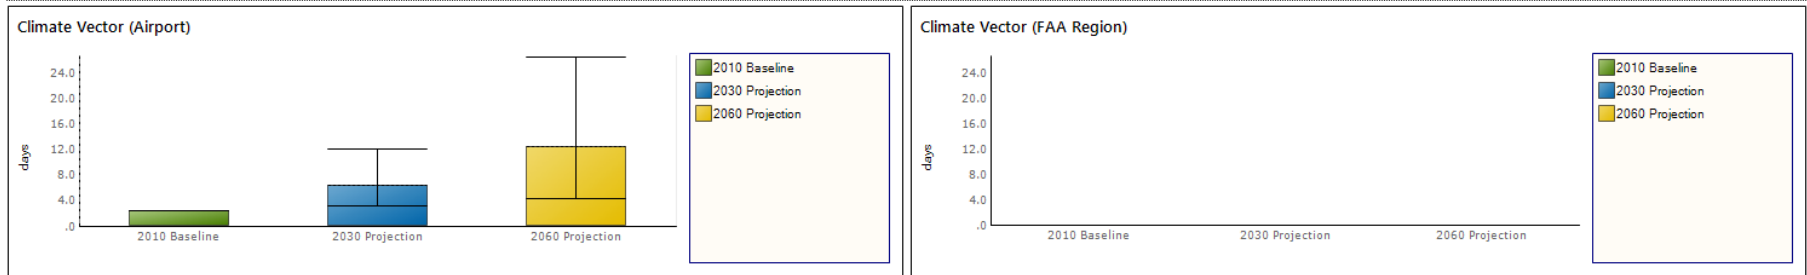 Climate Vector (Airport)
days
24.0
20.0
16.0
12.0
8.0
4.0
.0
2010 Baseline
2030 Projection
2060 Projection
2010 Baseline
2030 Projection
2060 Projection
Climate Vector (FAA Region)
days
24.0
20.0
16.0
12.0
8.0
4.0
.0
2010 Baseline
2030 Projection
2060 Projection
2010 Baseline
2030 Projection
2060 Projection